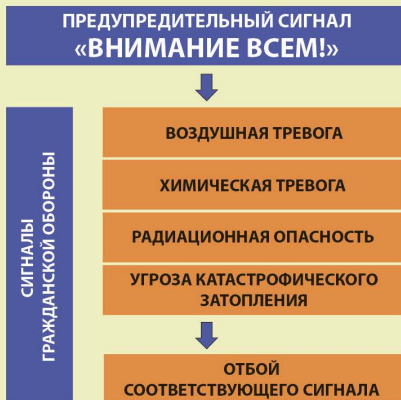 ПРЕДУПРЕДИТЕЛЬНЫЙ СИГНАЛ
«ВНИМАНИЕ ВСЕМ!»
СИГНАЛЫ
ГРАЖДАНСКОЙ ОБОРОНЫ
ВОЗДУШНАЯ ТРЕВОГА
ХИМИЧЕСКАЯ ТРЕВОГА
РАДИАЦИОННАЯ ОПАСНОСТЬ
УГРОЗА КАТАСТРОФИЧЕСКОГО
ЗАТОПЛЕНИЯ
ОТБОЙ
СООТВЕТСТВУЮЩЕГО СИГНАЛА